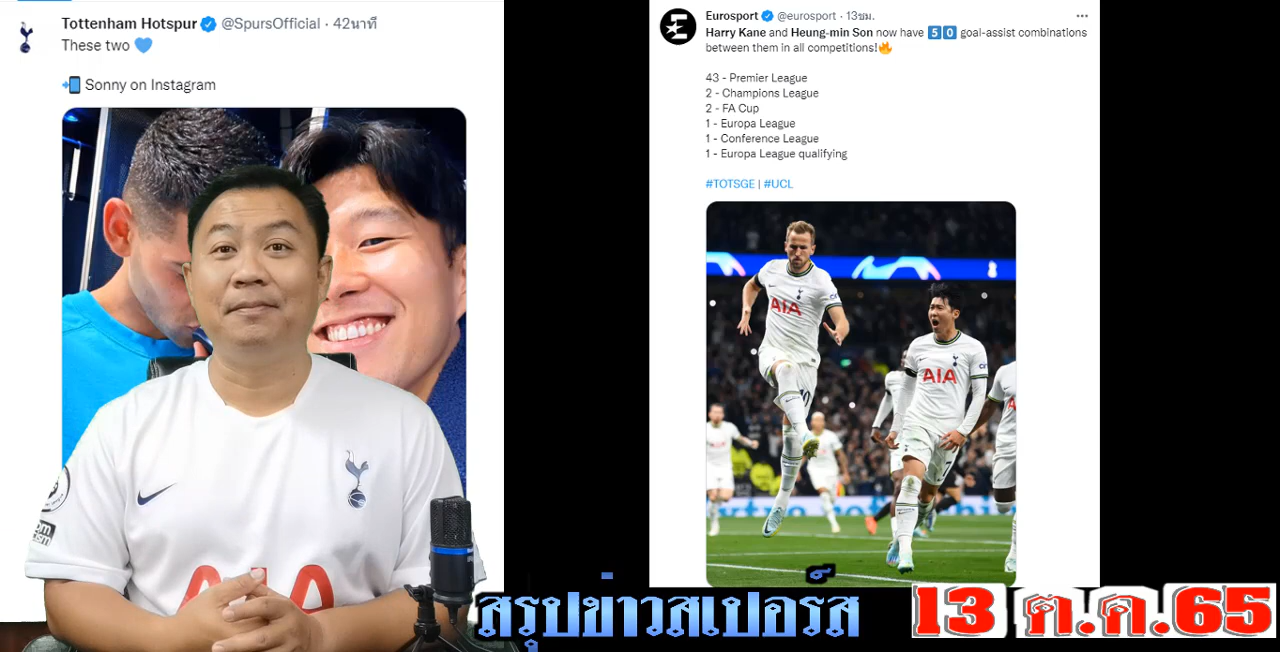 Tottenham Hotspur @SpursOfficial · 42นาที
These two 💙
📲 Sonny on Instagram
AIA
Eurosport @eurosport · 13ชม.
Harry Kane and Heung-min Son now have 5️⃣0️⃣ goal-assist combinations
between them in all competitions!🔥
43 - Premier League
2 - Champions League
2 - FA Cup
1 - Europa League
1 - Conference League
1 - Europa League qualifying
#TOTSGE | #UCL
AIA
AIA
สรุปข่าวสเปอร์ส
13 ต.ค.65